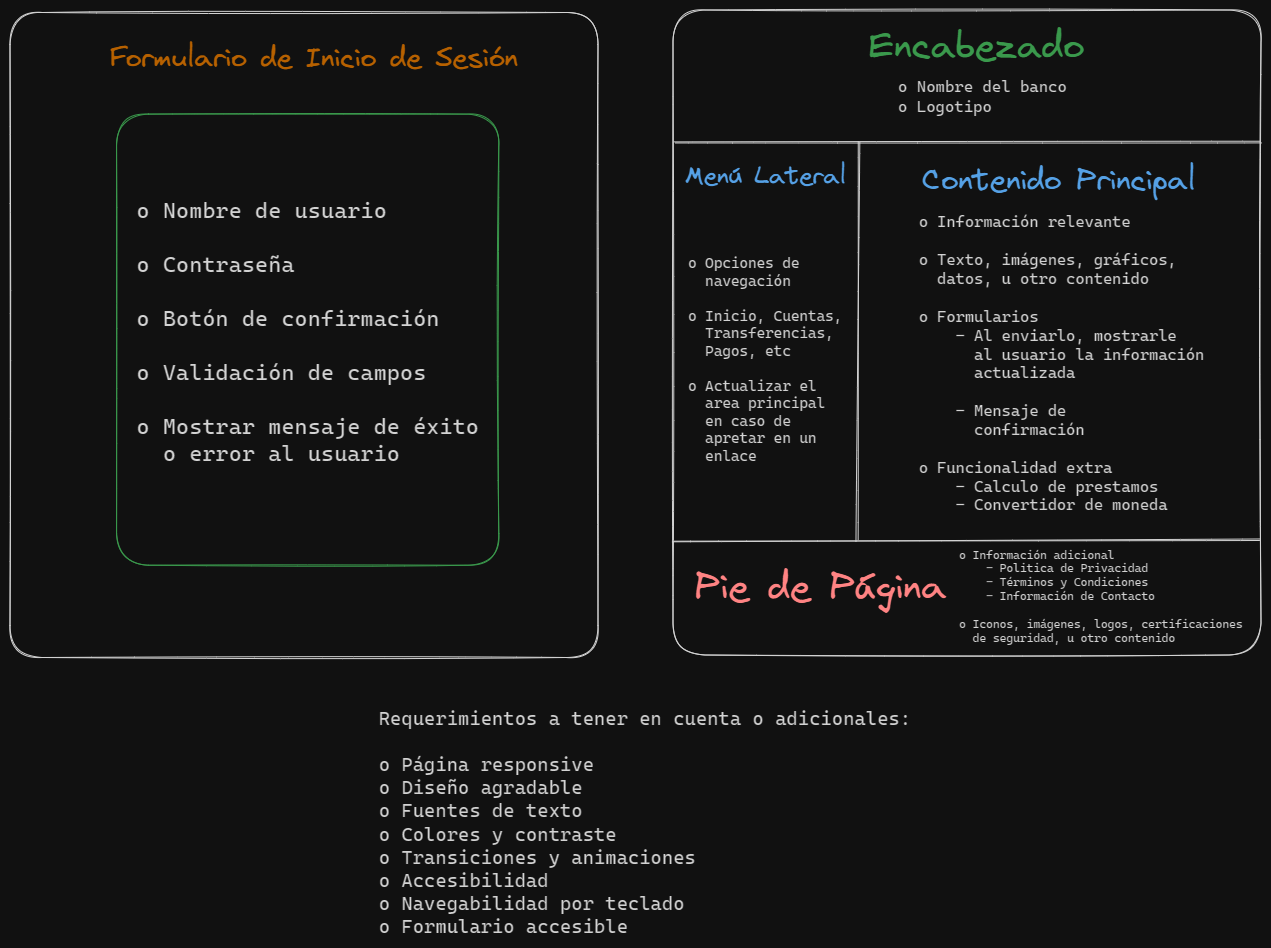 Formulario de Inicio de Sesión
o Nombre de usuario
o Contraseña
o Botón de confirmación
o Validación de campos
o Mostrar mensaje de éxito
o error al usuario
Encabezado
o Nombre del banco
o Logotipo
Menú Lateral
o Opciones de
navegación
o Inicio, Cuentas,
Transferencias,
Pagos, etc
o Actualizar el
area principal
en caso de
apretar en un
enlace
Contenido Principal
o Información relevante
o Texto, imágenes, gráficos,
datos, u otro contenido
o Formularios
- Al enviarlo, mostrarle
al usuario la información
actualizada
- Mensaje de
confirmación
o Funcionalidad extra
- Calculo de prestamos
- Convertidor de moneda
Pie de Página
o Información adicional
- Politica de Privacidad
- Términos y Condiciones
- Información de Contacto
o Iconos, imágenes, logos, certificaciones
de seguridad, u otro contenido
Requerimientos a tener en cuenta o adicionales:
o Página responsive
o Diseño agradable
o Fuentes de texto
o Colores y contraste
o Transiciones y animaciones
o Accesibilidad
o Navegabilidad por teclado
o Formulario accesible